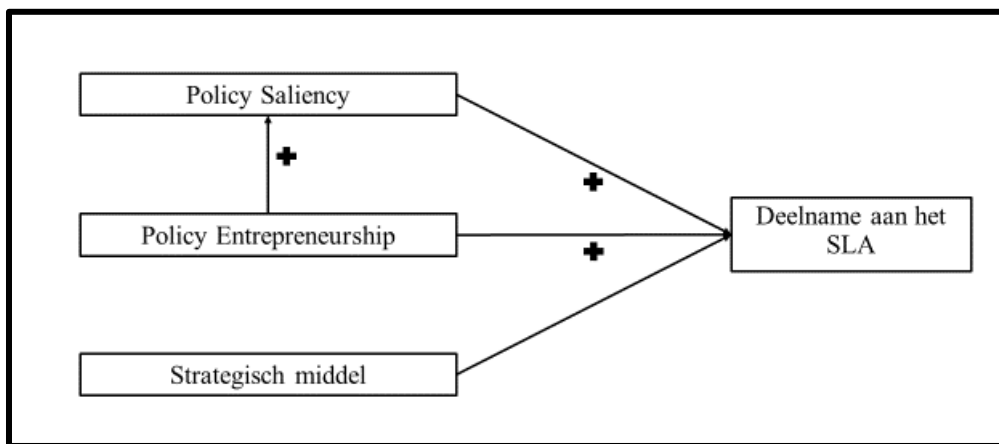 Policy Saliency
Policy Entrepreneurship
Strategisch middel
Deelname aan het
SLA